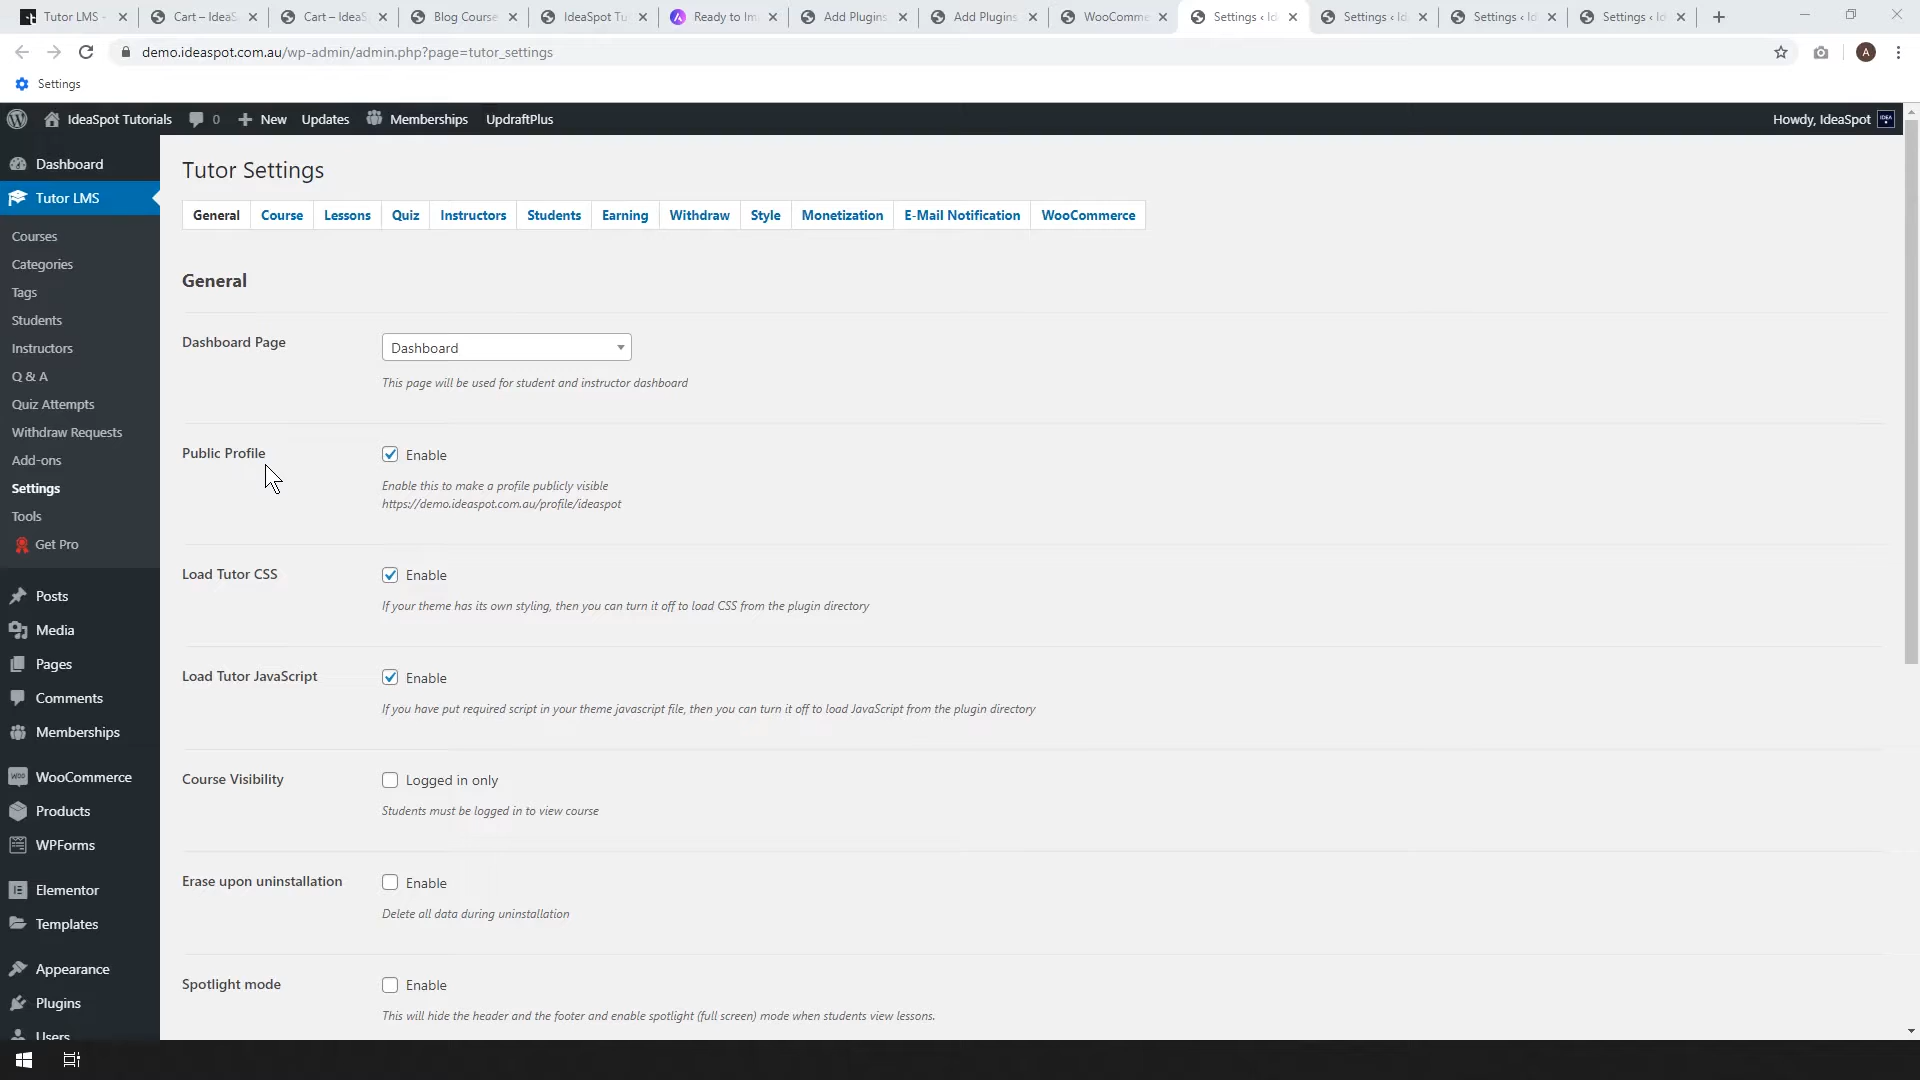 Tutor LMS -
Cart – IdeaS
Cart – IdeaS
Blog Course
IdeaSpot Tu
Ready to Im
Add Plugins
Add Plugins
WooComme
Settings ‹ Id
Settings ‹ Id
Settings ‹ Id
Settings ‹ Id
demo.ideaspot.com.au/wp-admin/admin.php?page=tutor_settings
A
Settings
IdeaSpot Tutorials
0
New
Updates
Memberships
UpdraftPlus
Howdy, IdeaSpot
Dashboard
Tutor LMS
Courses
Categories
Tags
Students
Instructors
Q & A
Quiz Attempts
Withdraw Requests
Add-ons
Settings
Tools
Get Pro
Posts
Media
Pages
Comments
Memberships
WooCommerce
Products
WPForms
Elementor
Templates
Appearance
Plugins
Users
Tutor Settings
General
Course
Lessons
Quiz
Instructors
Students
Earning
Withdraw
Style
Monetization
E-Mail Notification
WooCommerce
General
Dashboard Page
Dashboard
This page will be used for student and instructor dashboard
Public Profile
Enable
Enable this to make a profile publicly visible
https://demo.ideaspot.com.au/profile/ideaspot
Load Tutor CSS
Enable
If your theme has its own styling, then you can turn it off to load CSS from the plugin directory
Load Tutor JavaScript
Enable
If you have put required script in your theme javascript file, then you can turn it off to load JavaScript from the plugin directory
Course Visibility
Logged in only
Students must be logged in to view course
Erase upon uninstallation
Enable
Delete all data during uninstallation
Spotlight mode
Enable
This will hide the header and the footer and enable spotlight (full screen) mode when students view lessons.